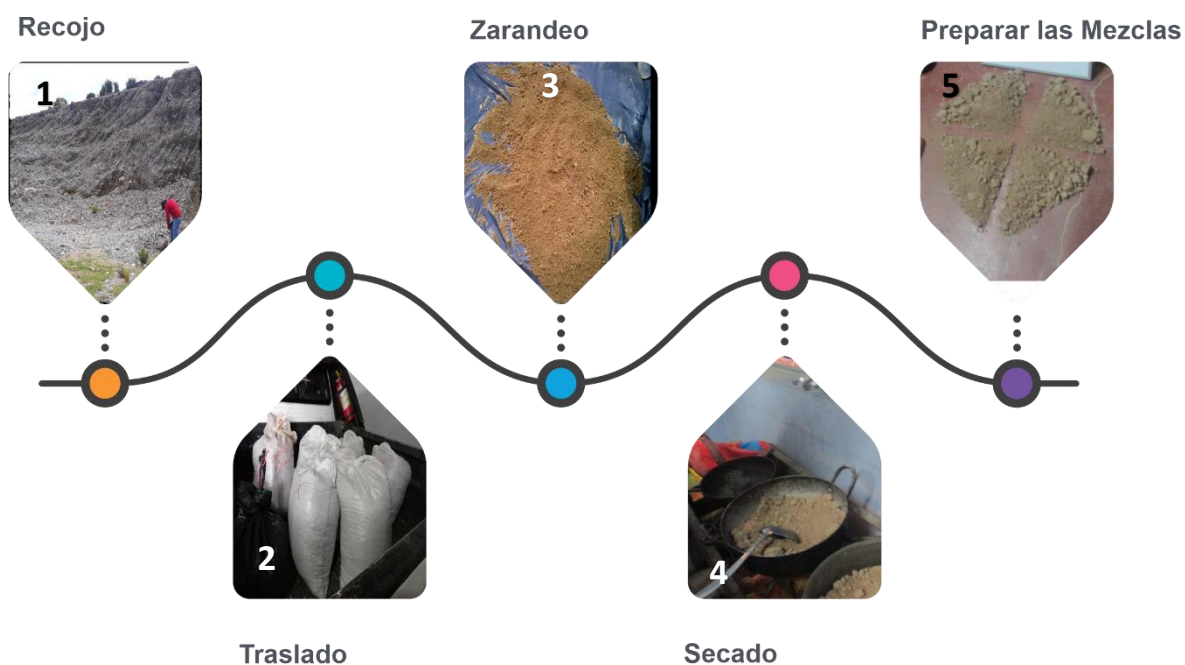 Recojo
1
Traslado
2
Zarandeo
3
Secado
4
Preparar las Mezclas
5